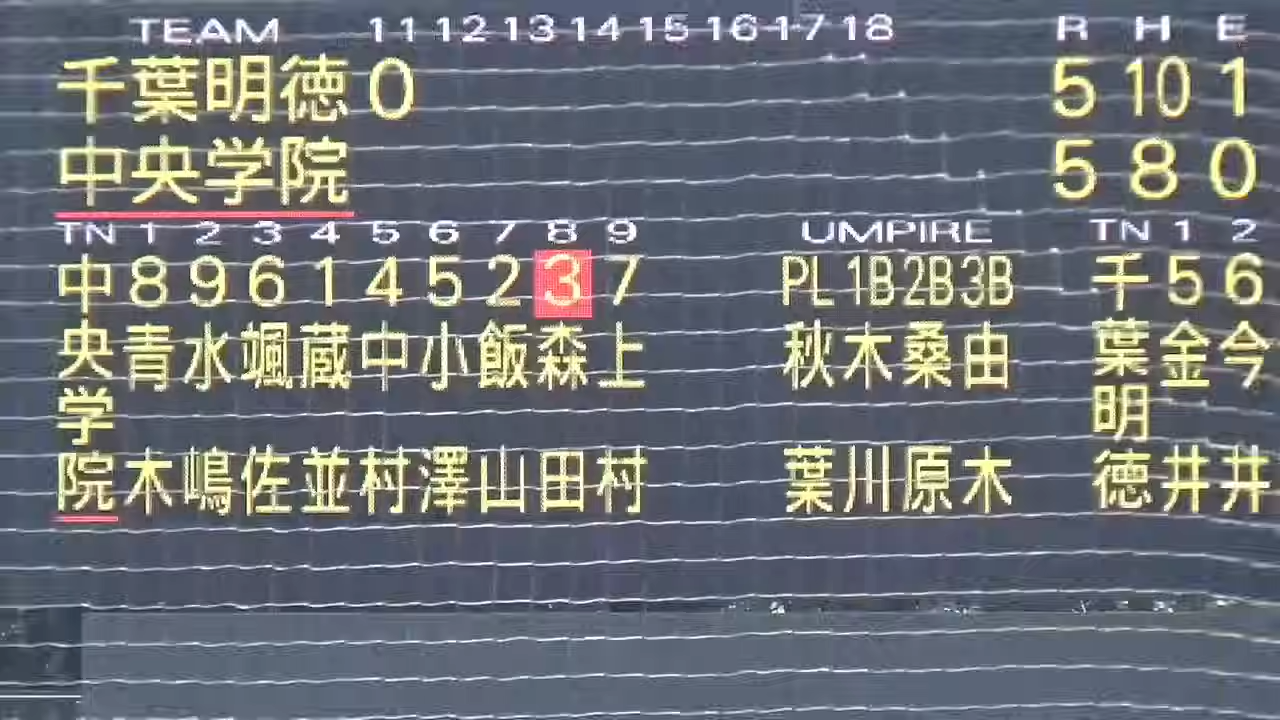 TEAM 11 12 13 14 15 16 17 18 R H E
千葉明徳 0 5 10 1
中央学院 5 8 0
TN 1 2 3 4 5 6 7 8 9 UMPIRE TN 1 2
中 8 9 6 1 4 5 2 3 7 PL 1B 2B 3B 千 5 6
央 青 水 颯 蔵 中 小 飯 森 上 秋 木 桑 由 葉 金 今
学 明
院 木 嶋 佐 並 村 澤 山 田 村 葉 川 原 木 徳 井 井